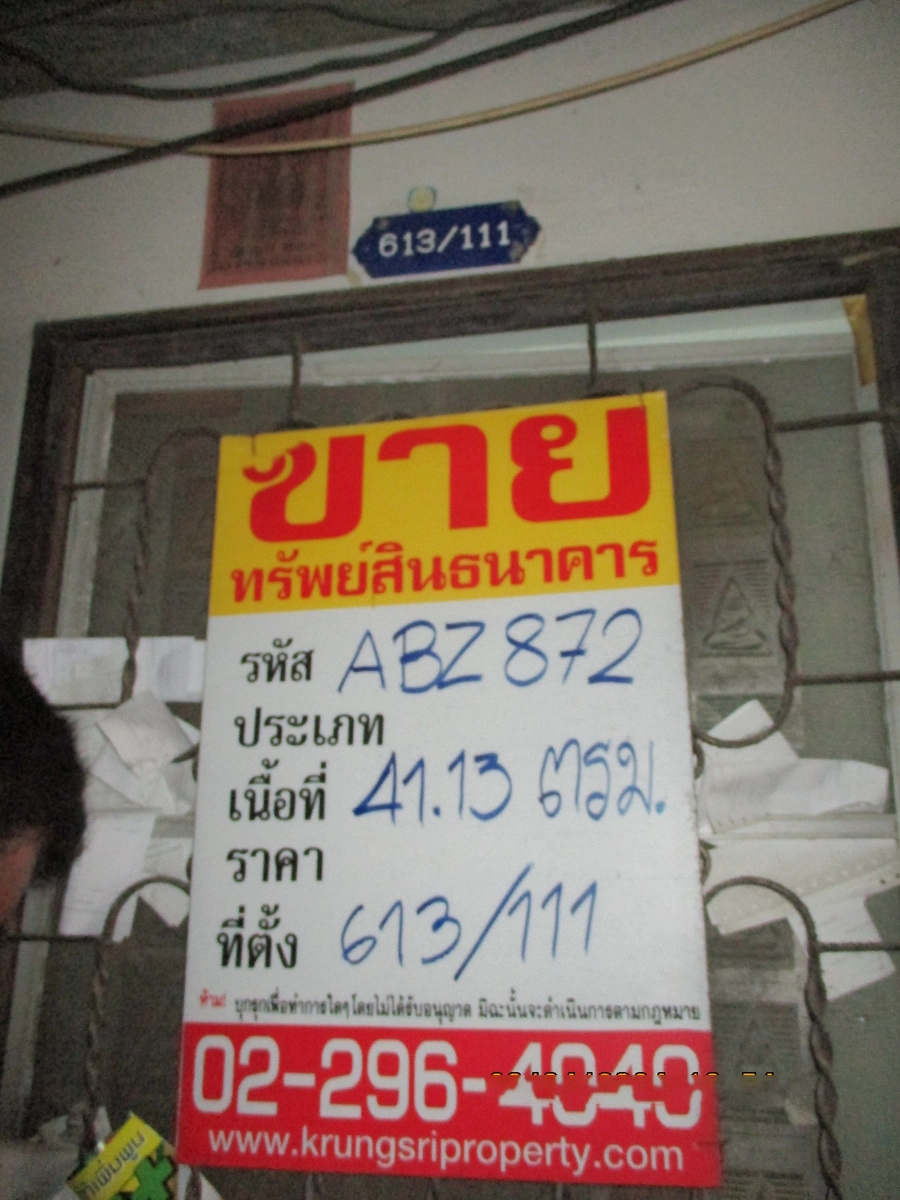 613/111
ขาย
ทรัพย์สินธนาคาร
รหัส ABZ 872
ประเภท
เนื้อที่ 41.13 ตรม.
ราคา
ที่ตั้ง 613/111
ห้าม! บุกรุกเพื่อทำการใดๆโดยไม่ได้รับอนุญาต มิฉะนั้นจะดำเนินการตามกฎหมาย
02-296-4040
www.krungsriproperty.com